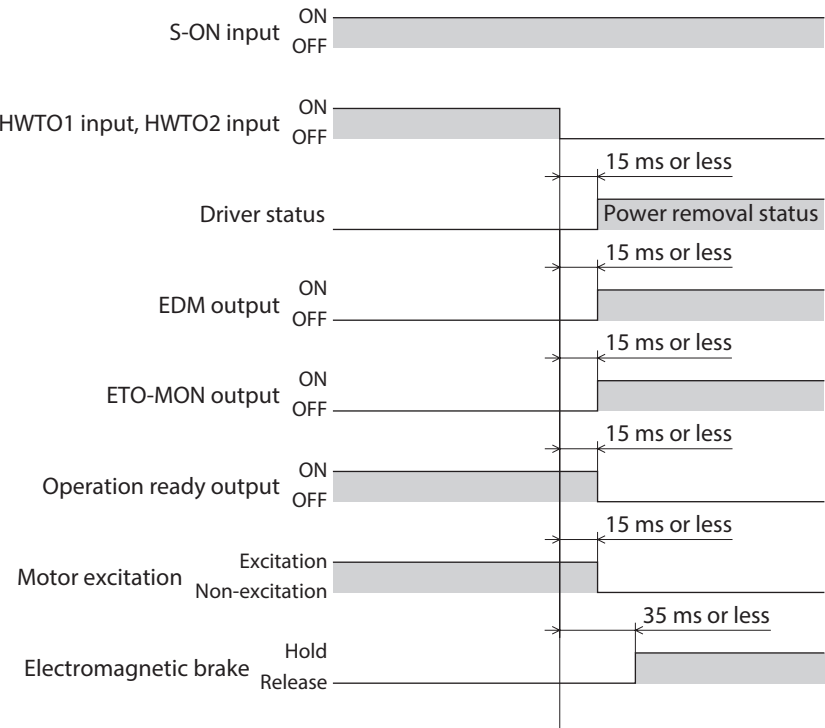 ON
S-ON input
OFF
ON
HWTO1 input, HWTO2 input
OFF
15 ms or less
Driver status
Power removal status
15 ms or less
ON
EDM output
OFF
15 ms or less
ON
ETO-MON output
OFF
15 ms or less
ON
Operation ready output
OFF
15 ms or less
Excitation
Motor excitation
Non-excitation
35 ms or less
Hold
Electromagnetic brake
Release